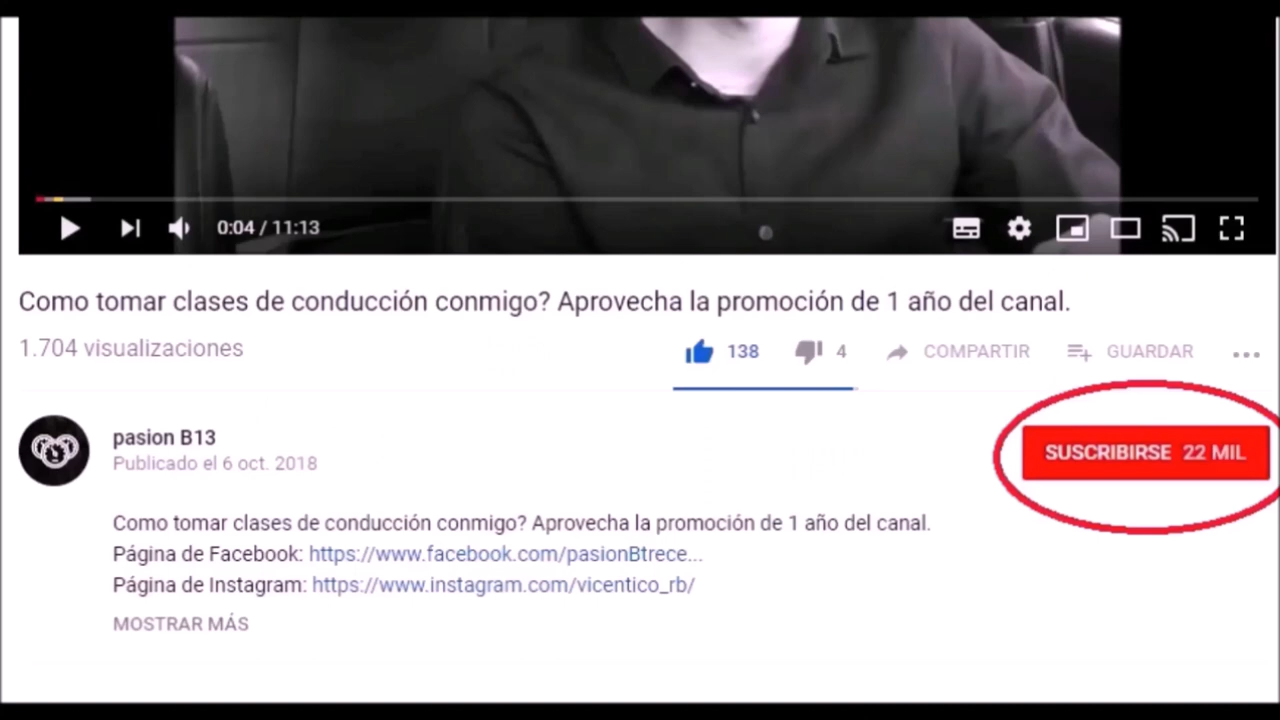 0:04 / 11:13
Como tomar clases de conducción conmigo? Aprovecha la promoción de 1 año del canal.
1.704 visualizaciones
138
4
COMPARTIR
GUARDAR
pasion B13
Publicado el 6 oct. 2018
SUSCRIBIRSE 22 MIL
Como tomar clases de conducción conmigo? Aprovecha la promoción de 1 año del canal.
Página de Facebook: https://www.facebook.com/pasionBtrece...
Página de Instagram: https://www.instagram.com/vicentico_rb/
MOSTRAR MÁS